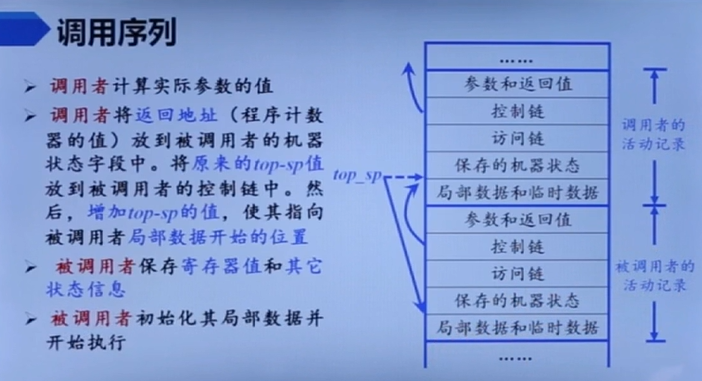 调用序列
➢ 调用者计算实际参数的值
➢ 调用者将返回地址（程序计数
器的值）放到被调用者的机器
状态字段中。将原来的top-sp值
放到被调用者的控制链中。然
后，增加top-sp的值，使其指向
被调用者局部数据开始的位置
➢ 被调用者保存寄存器值和其它
状态信息
➢ 被调用者初始化其局部数据并
开始执行
top_sp
……
参数和返回值
控制链
访问链
保存的机器状态
局部数据和临时数据
参数和返回值
控制链
访问链
保存的机器状态
局部数据和临时数据
……
调用者的
活动记录
被调用者的
活动记录